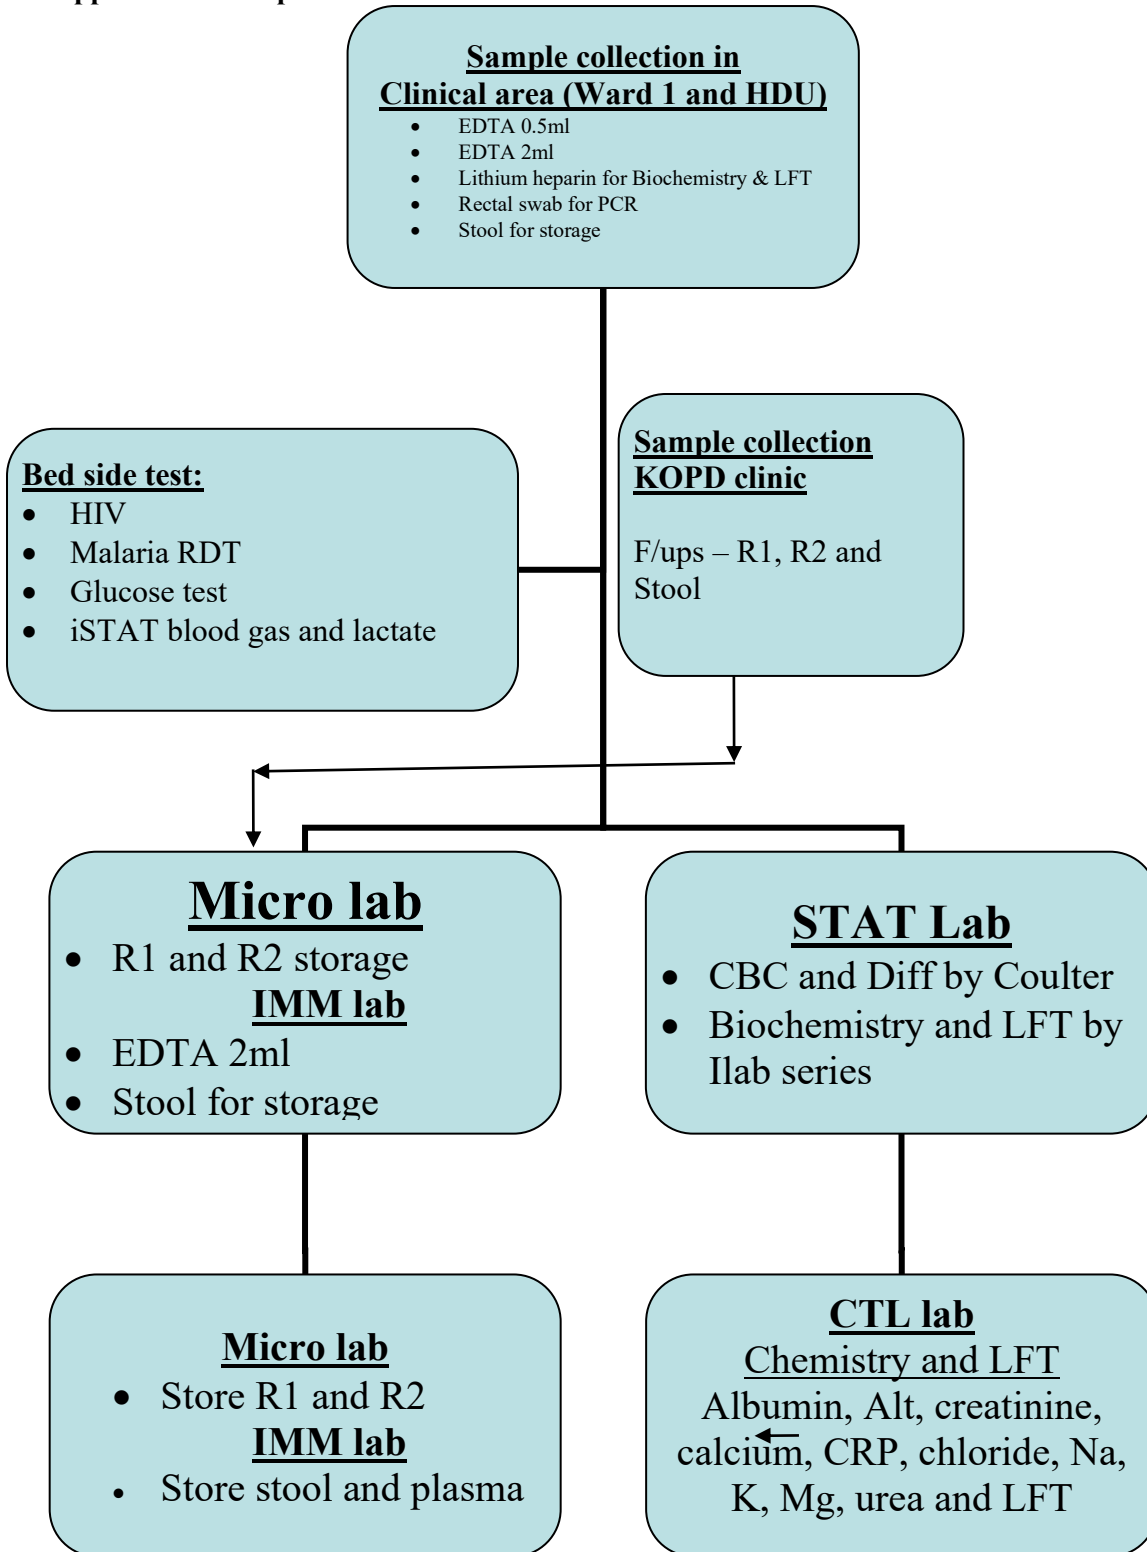 Sample collection in
Clinical area (Ward 1 and HDU)
• EDTA 0.5ml
• EDTA 2ml
• Lithium heparin for Biochemistry & LFT
• Rectal swab for PCR
• Stool for storage
Bed side test:
• HIV
• Malaria RDT
• Glucose test
• iSTAT blood gas and lactate
Sample collection
KOPD clinic
F/ups – R1, R2 and
Stool
Micro lab
• R1 and R2 storage
IMM lab
• EDTA 2ml
• Stool for storage
STAT Lab
• CBC and Diff by Coulter
• Biochemistry and LFT by
Ilab series
Micro lab
• Store R1 and R2
IMM lab
• Store stool and plasma
CTL lab
Chemistry and LFT
Albumin, Alt, creatinine,
calcium, CRP, chloride, Na,
K, Mg, urea and LFT